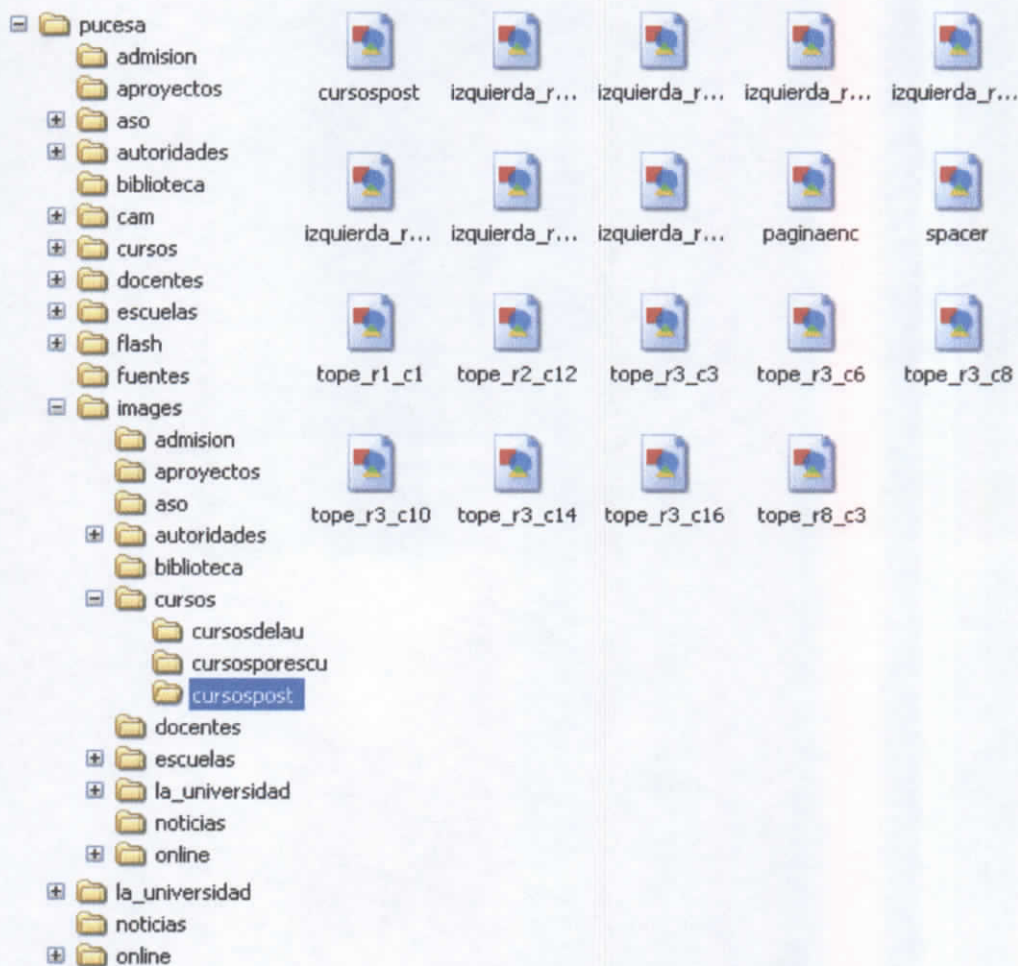 pucesa
admision
aproyectos
aso
autoridades
biblioteca
cam
cursos
docentes
escuelas
flash
fuentes
images
admision
aproyectos
aso
autoridades
biblioteca
cursos
cursosdelau
cursosporescu
cursospost
docentes
escuelas
la_universidad
noticias
online
la_universidad
noticias
online
cursospost izquierda_r... izquierda_r... izquierda_r... izquierda_r...
izquierda_r... izquierda_r... izquierda_r... paginaenc spacer
tope_r1_c1 tope_r2_c12 tope_r3_c3 tope_r3_c6 tope_r3_c8
tope_r3_c10 tope_r3_c14 tope_r3_c16 tope_r8_c3